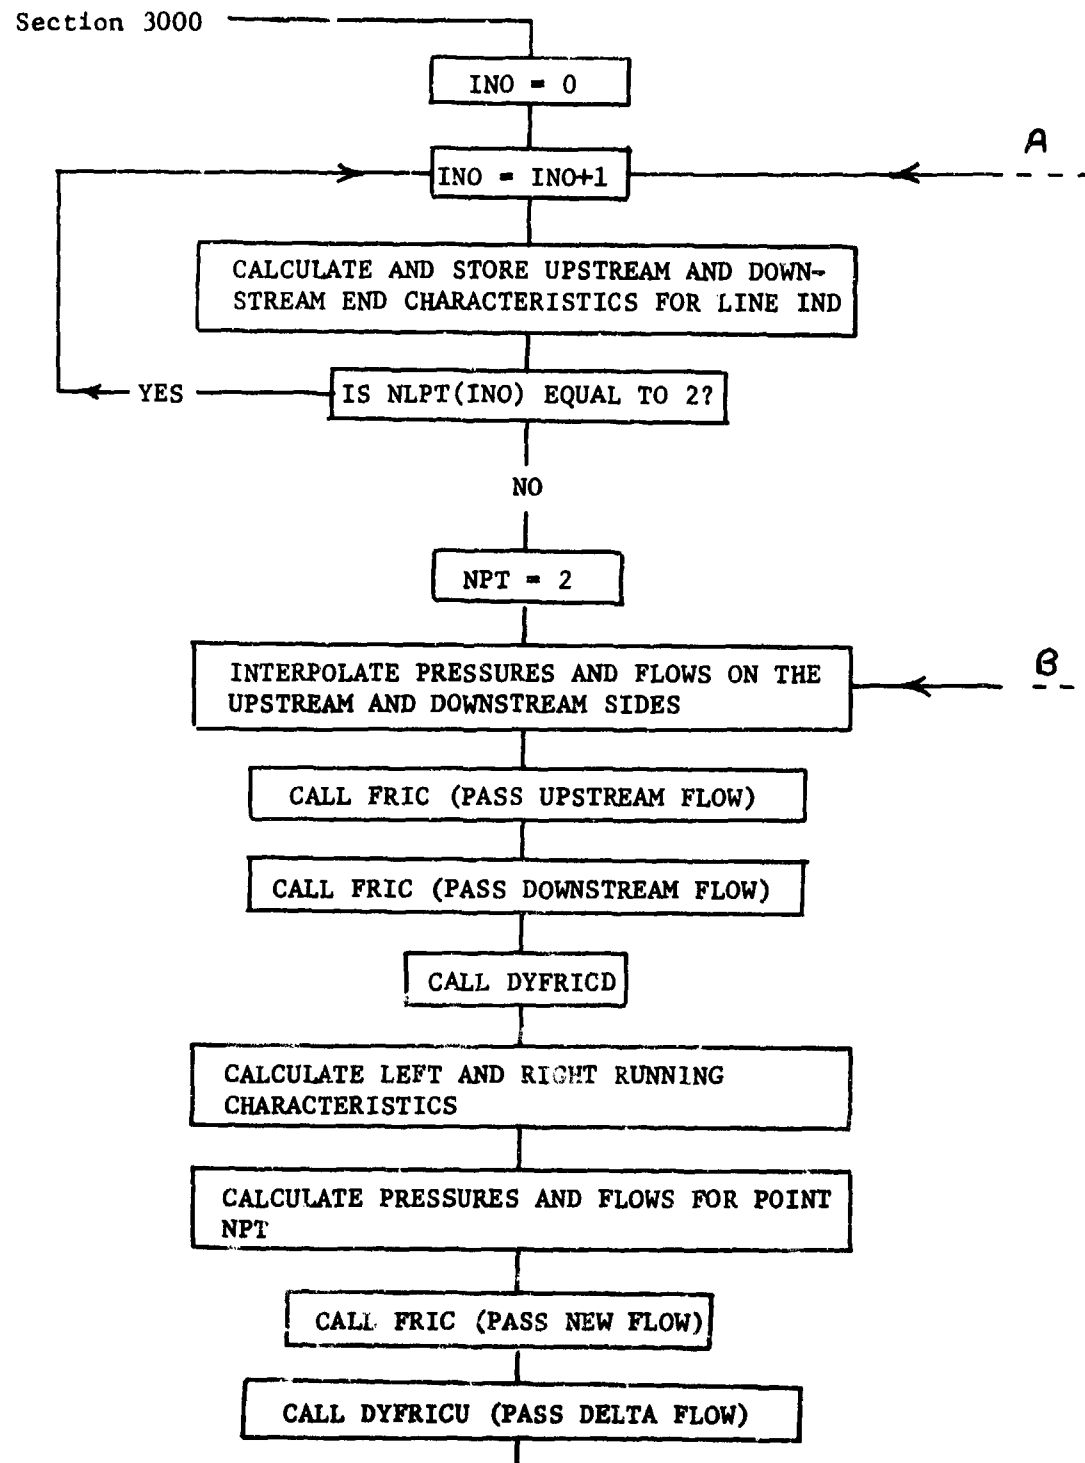 Section 3000
INO = 0
A
INO = INO+1
CALCULATE AND STORE UPSTREAM AND DOWN-
STREAM END CHARACTERISTICS FOR LINE IND
YES
IS NLPT(INO) EQUAL TO 2?
NO
NPT = 2
INTERPOLATE PRESSURES AND FLOWS ON THE
UPSTREAM AND DOWNSTREAM SIDES
B
CALL FRIC (PASS UPSTREAM FLOW)
CALL FRIC (PASS DOWNSTREAM FLOW)
CALL DYFRICD
CALCULATE LEFT AND RIGHT RUNNING
CHARACTERISTICS
CALCULATE PRESSURES AND FLOWS FOR POINT
NPT
CALL FRIC (PASS NEW FLOW)
CALL DYFRICU (PASS DELTA FLOW)